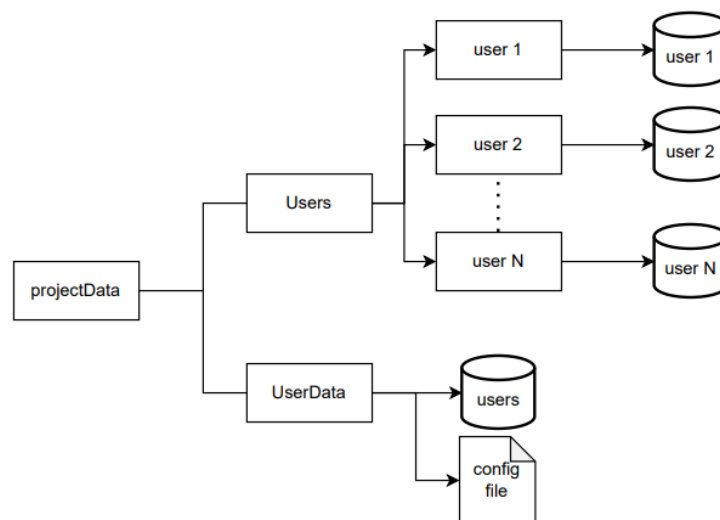 user 1
user 1
user 2
user 2
Users
user N
user N
projectData
UserData
users
config
file